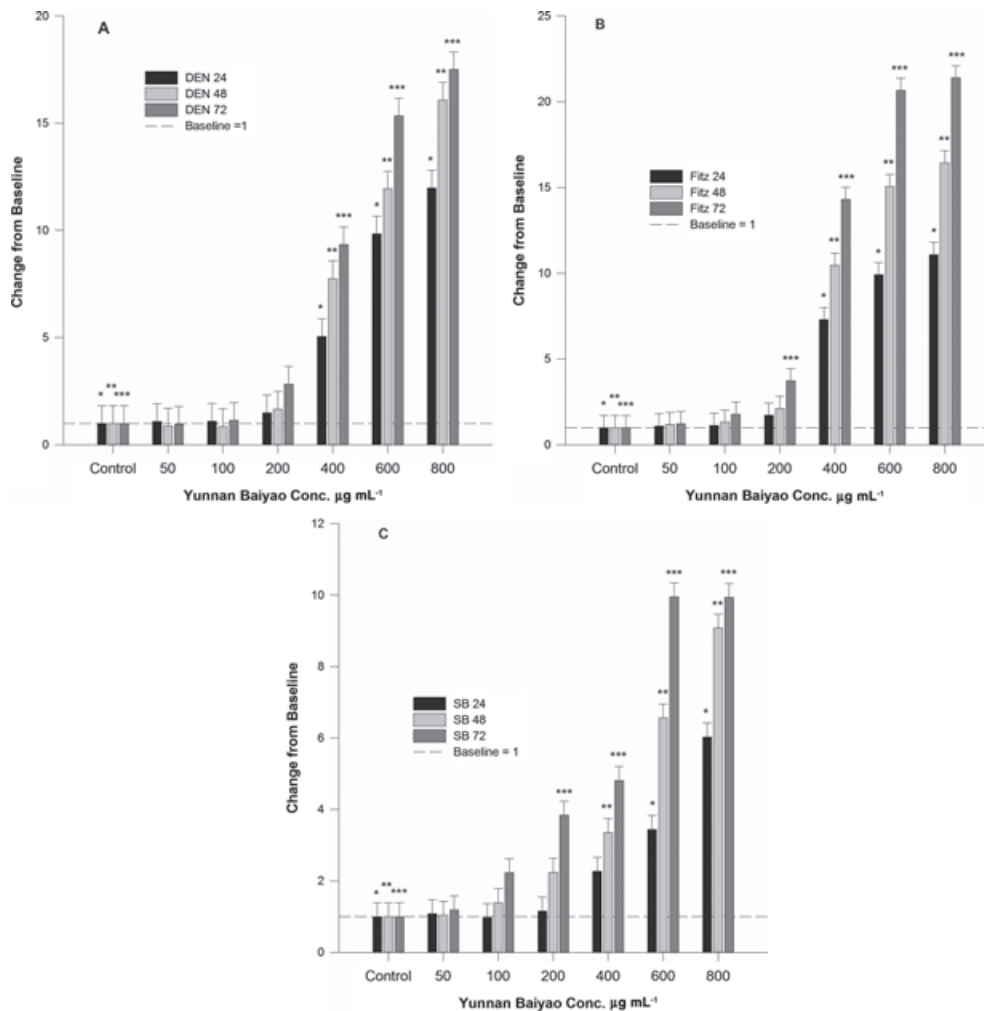 A
20
15
10
5
0
Change from Baseline
DEN 24
DEN 48
DEN 72
Baseline =1
* ** ***
* ** ***
* ** ***
* ** ***
Control 50 100 200 400 600 800
Yunnan Baiyao Conc. μg mL⁻¹
B
25
20
15
10
5
0
Change from Baseline
Fitz 24
Fitz 48
Fitz 72
Baseline = 1
* ** ***
***
* ** ***
* ** ***
* ** ***
Control 50 100 200 400 600 800
Yunnan Baiyao Conc. μg mL⁻¹
C
12
10
8
6
4
2
0
Change from Baseline
SB 24
SB 48
SB 72
Baseline = 1
* ** ***
***
** ***
* ** ***
* ** ***
Control 50 100 200 400 600 800
Yunnan Baiyao Conc. μg mL⁻¹